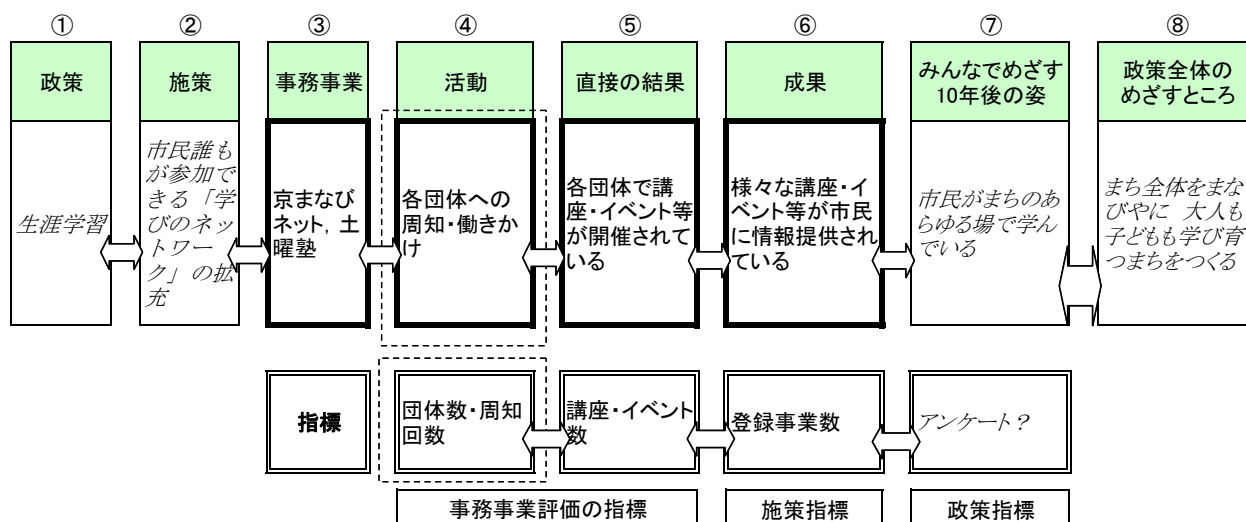 ①
②
③
④
⑤
⑥
⑦
⑧
政策
施策
事務事業
活動
直接の結果
成果
みんなでめざす
10年後の姿
政策全体の
めざすところ
生涯学習
市民誰も
が参加で
きる「学
びのネッ
トワー
ク」の拡
充
京まなび
ネット，土
曜塾
各団体への
周知・働きか
け
各団体で講
座・イベント等
が開催されて
いる
様々な講座・イ
ベント等が市民
に情報提供され
ている
市民がまちのあ
らゆる場で学ん
でいる
まち全体をまな
びやに 大人も
子どもも学び育
つまちをつくる
指標
団体数・周知
回数
講座・イベント
数
登録事業数
アンケート？
事務事業評価の指標
施策指標
政策指標